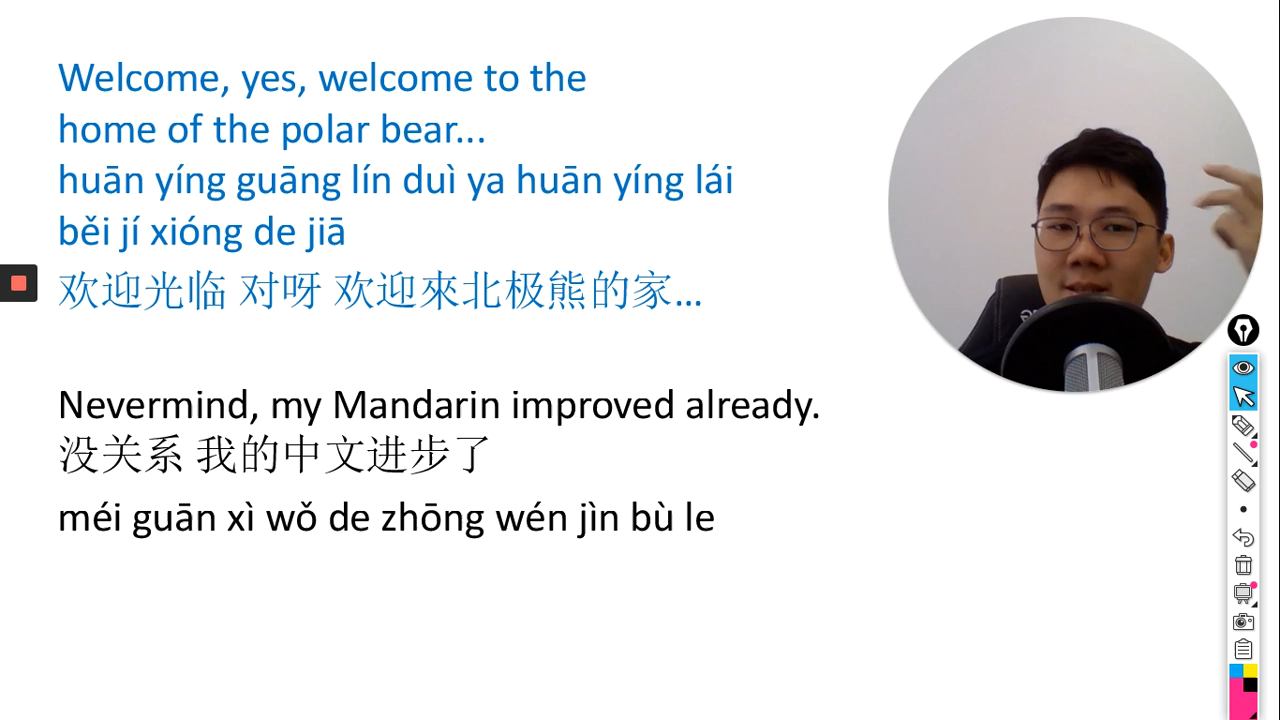 Welcome, yes, welcome to the
home of the polar bear...
huān yíng guāng lín duì ya huān yíng lái
běi jí xióng de jiā
欢迎光临 对呀 欢迎來北极熊的家...
Nevermind, my Mandarin improved already.
没关系 我的中文进步了
méi guān xì wǒ de zhōng wén jìn bù le